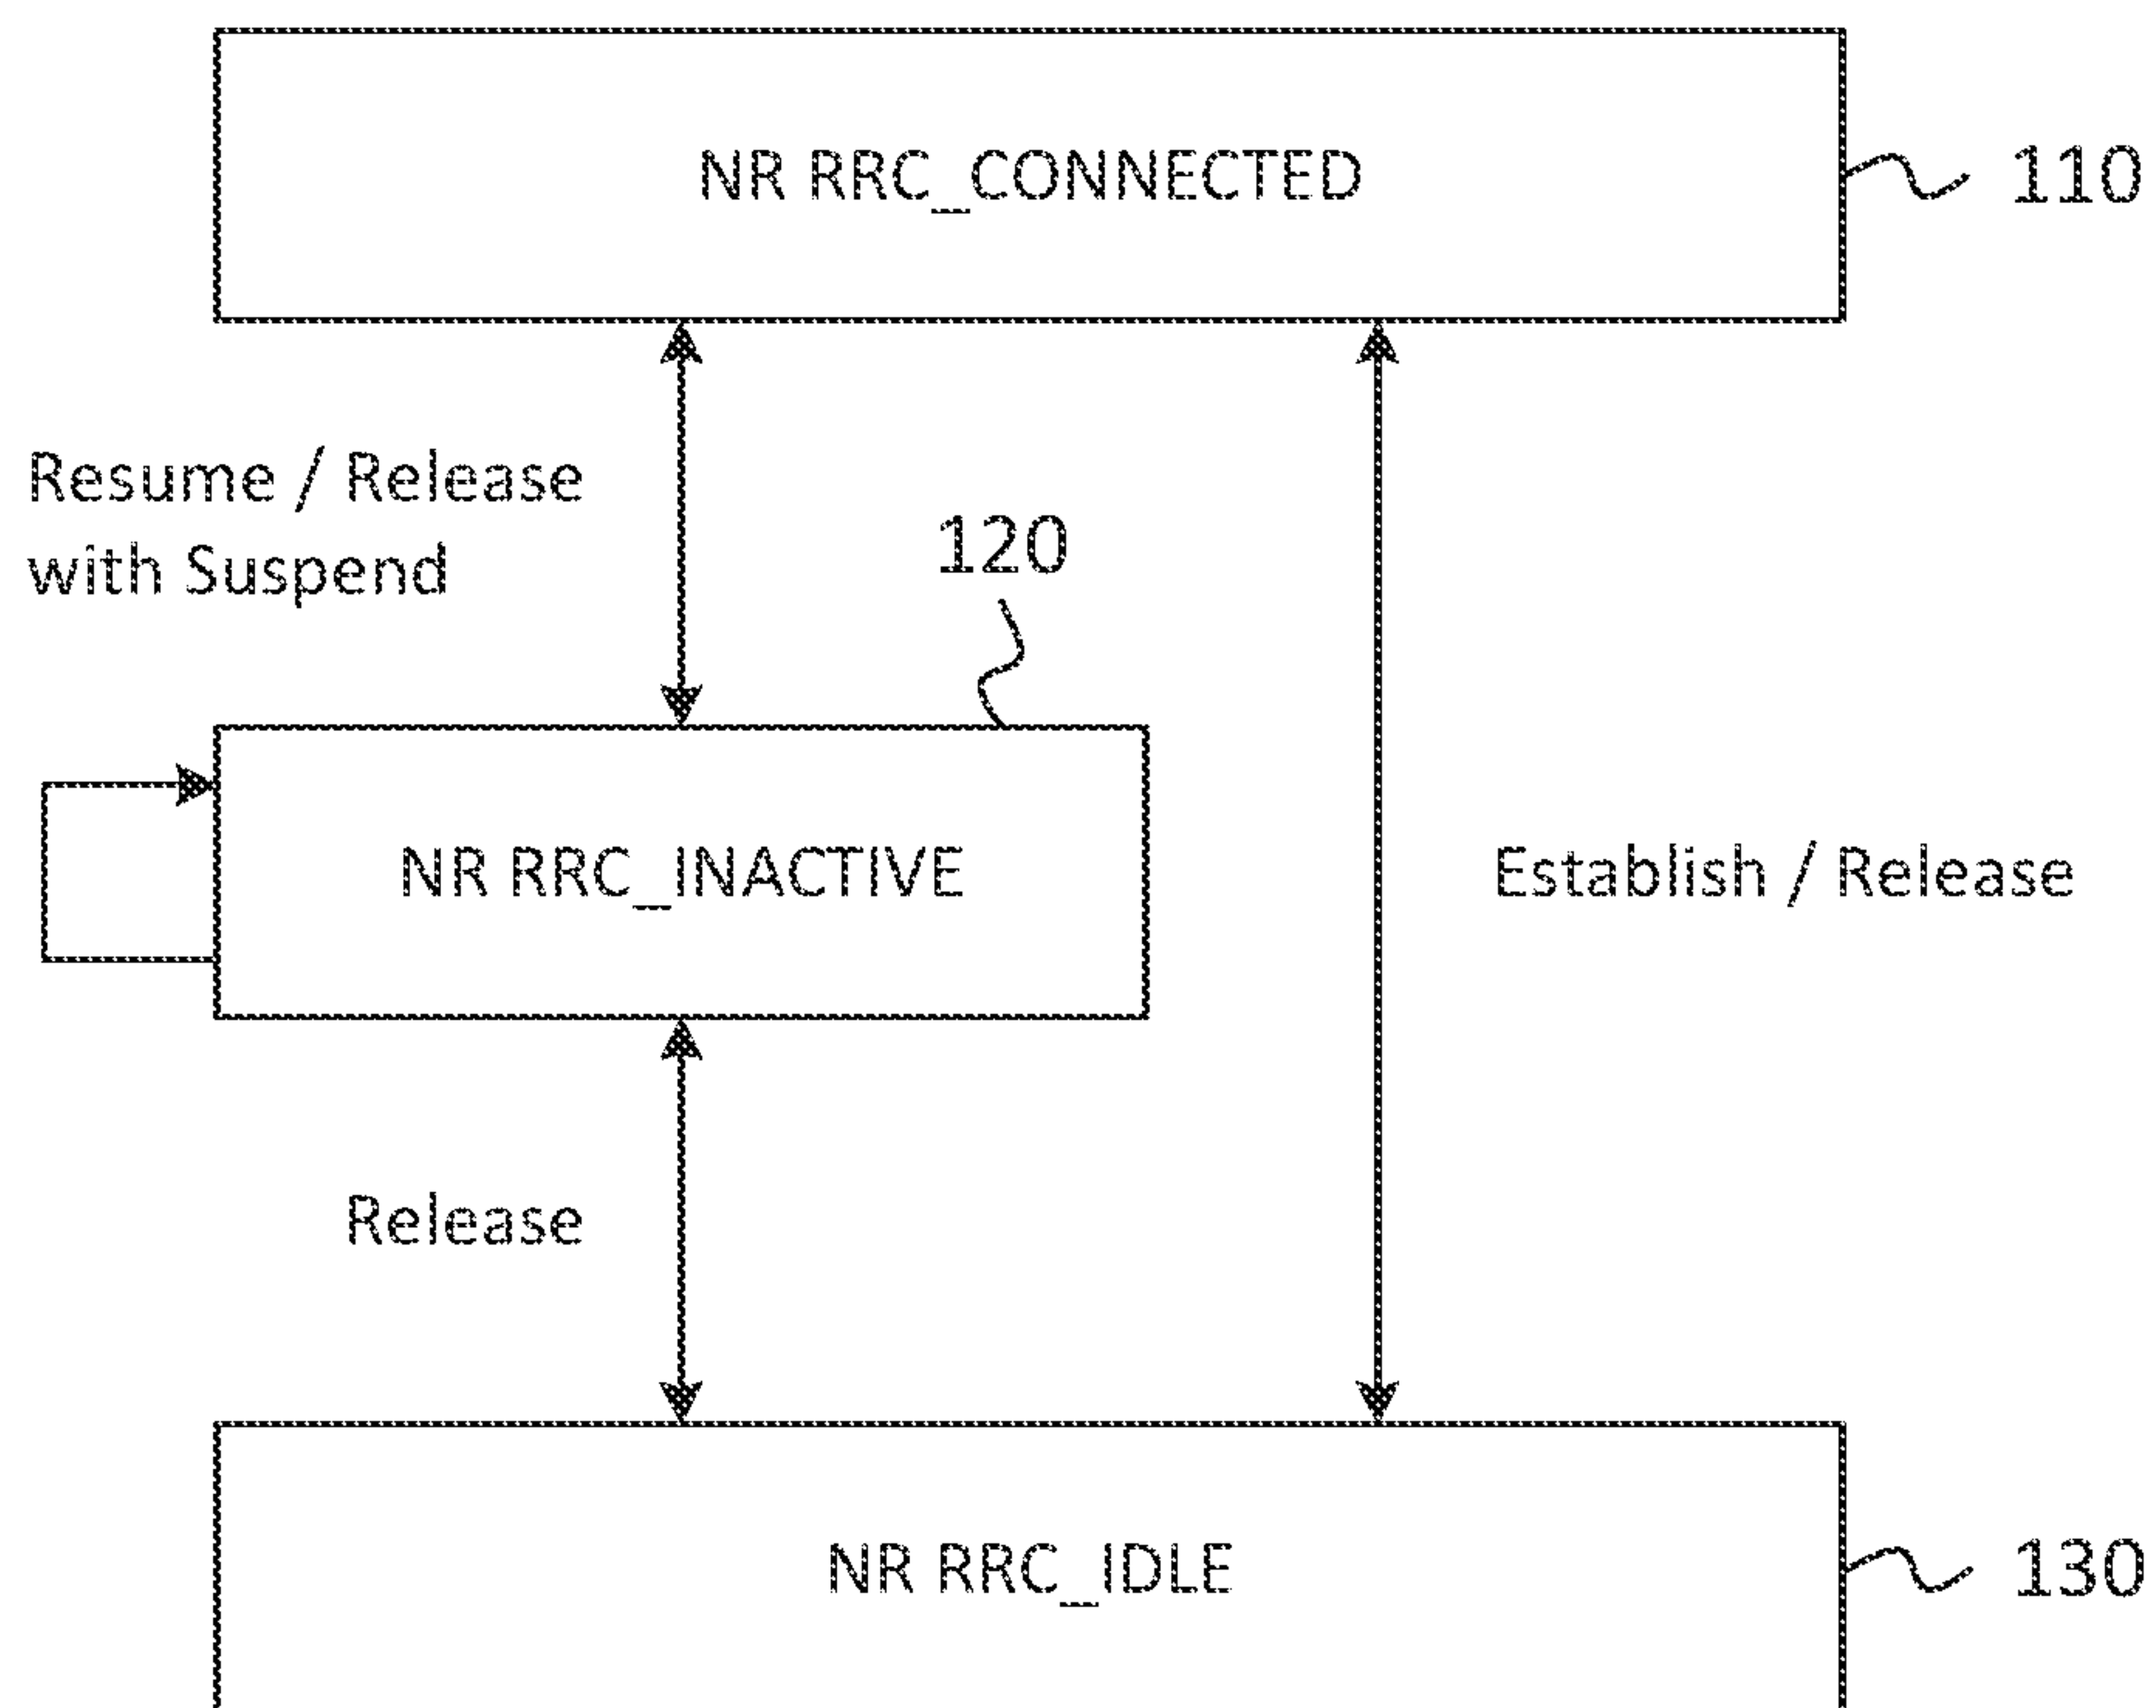 NR RRC_CONNECTED
110
Resume / Release
with Suspend
120
NR RRC_INACTIVE
Establish / Release
Release
NR RRC_IDLE
130